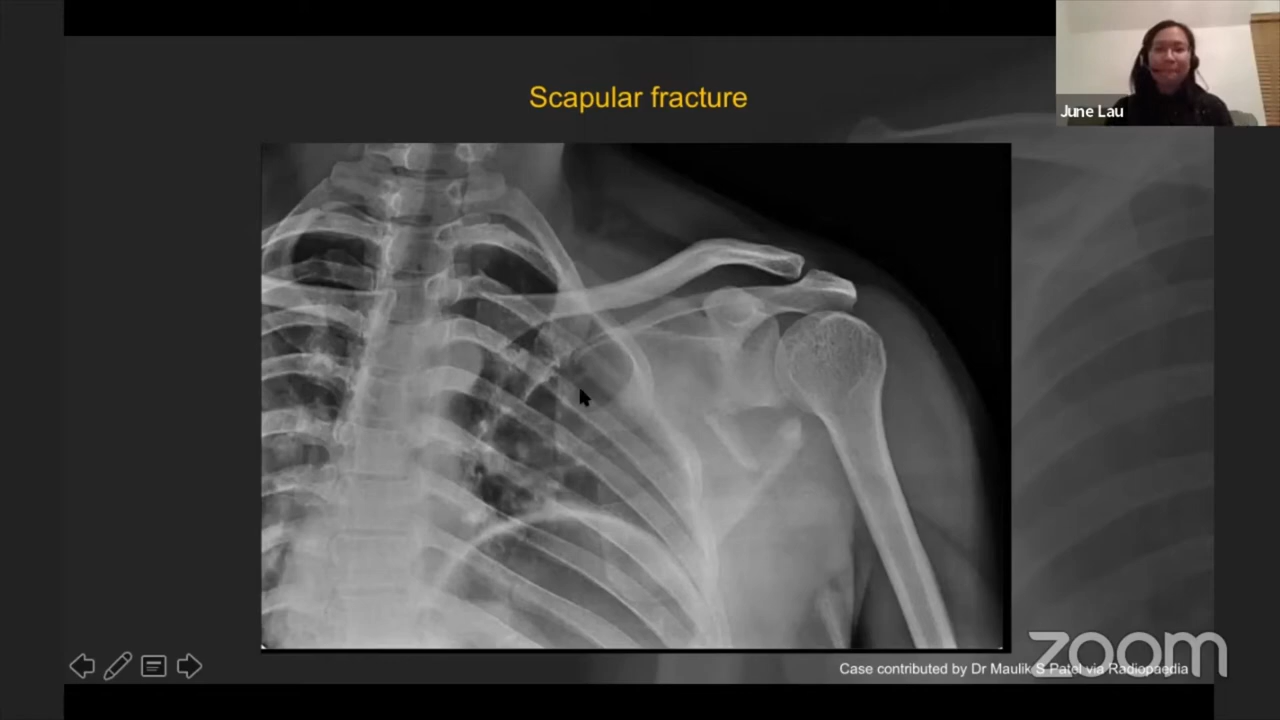 Scapular fracture
June Lau
Case contributed by Dr Maulik S Patel via Radiopaedia
zoom